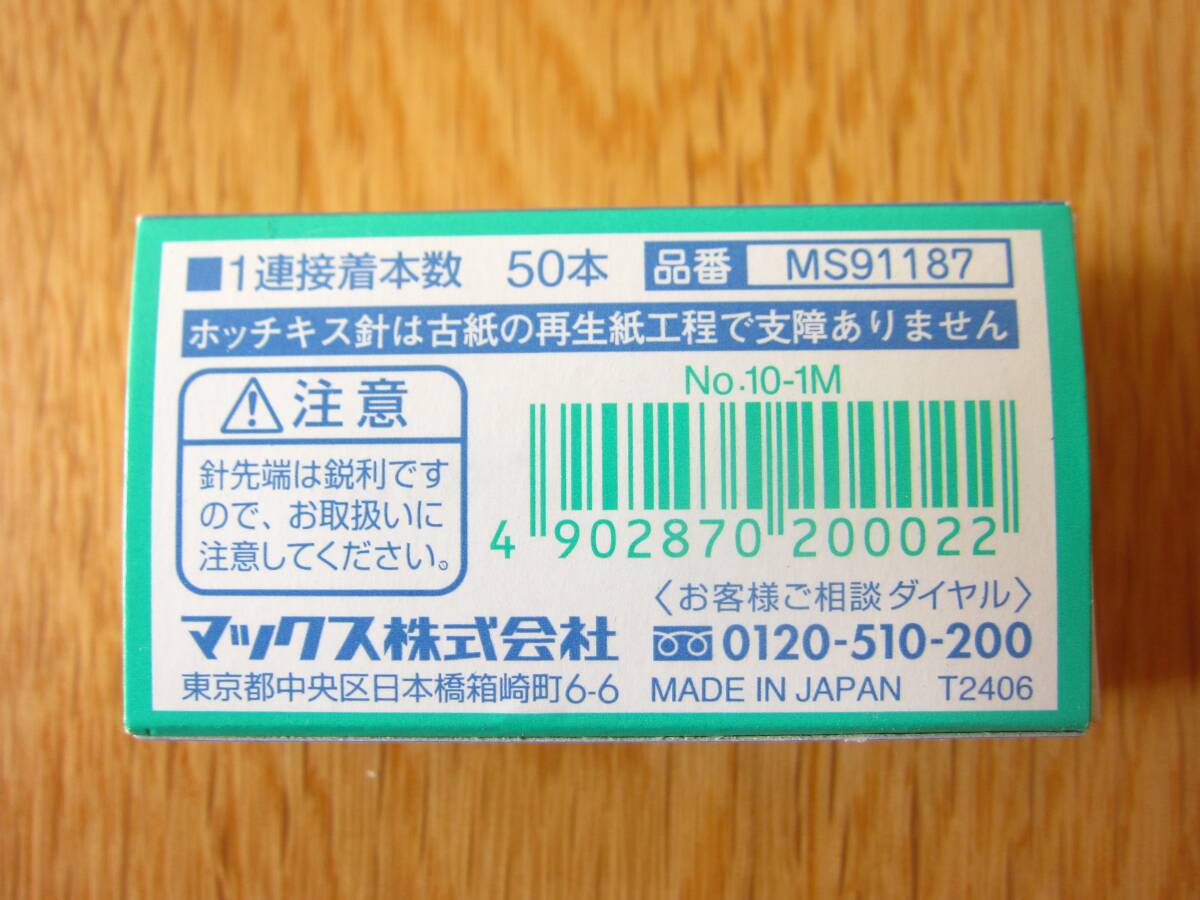 ■1連接着本数 50本 品番 MS91187
ホッチキス針は古紙の再生紙工程で支障ありません
注意
針先端は鋭利です
ので、お取扱いに
注意してください。
No.10-1M
4 902870 200022
〈お客様ご相談ダイヤル〉
マックス株式会社 0120-510-200
東京都中央区日本橋箱崎町6-6 MADE IN JAPAN T2406